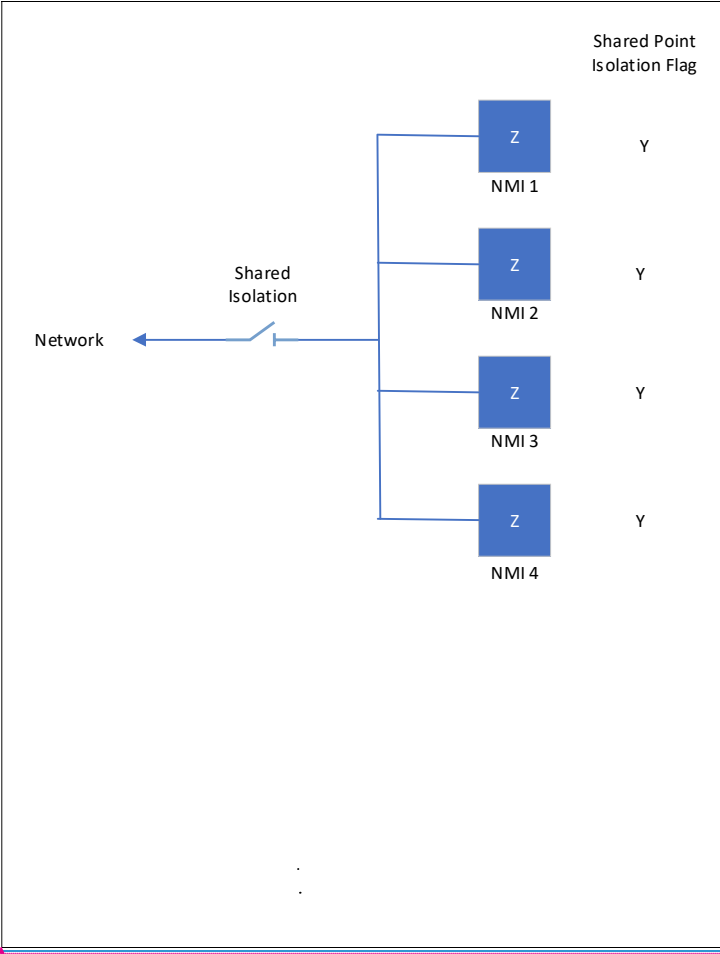 Shared Point
Isolation Flag
Z
Y
NMI 1
Z
Y
NMI 2
Shared
Isolation
Network
Z
Y
NMI 3
Z
Y
NMI 4
.
.